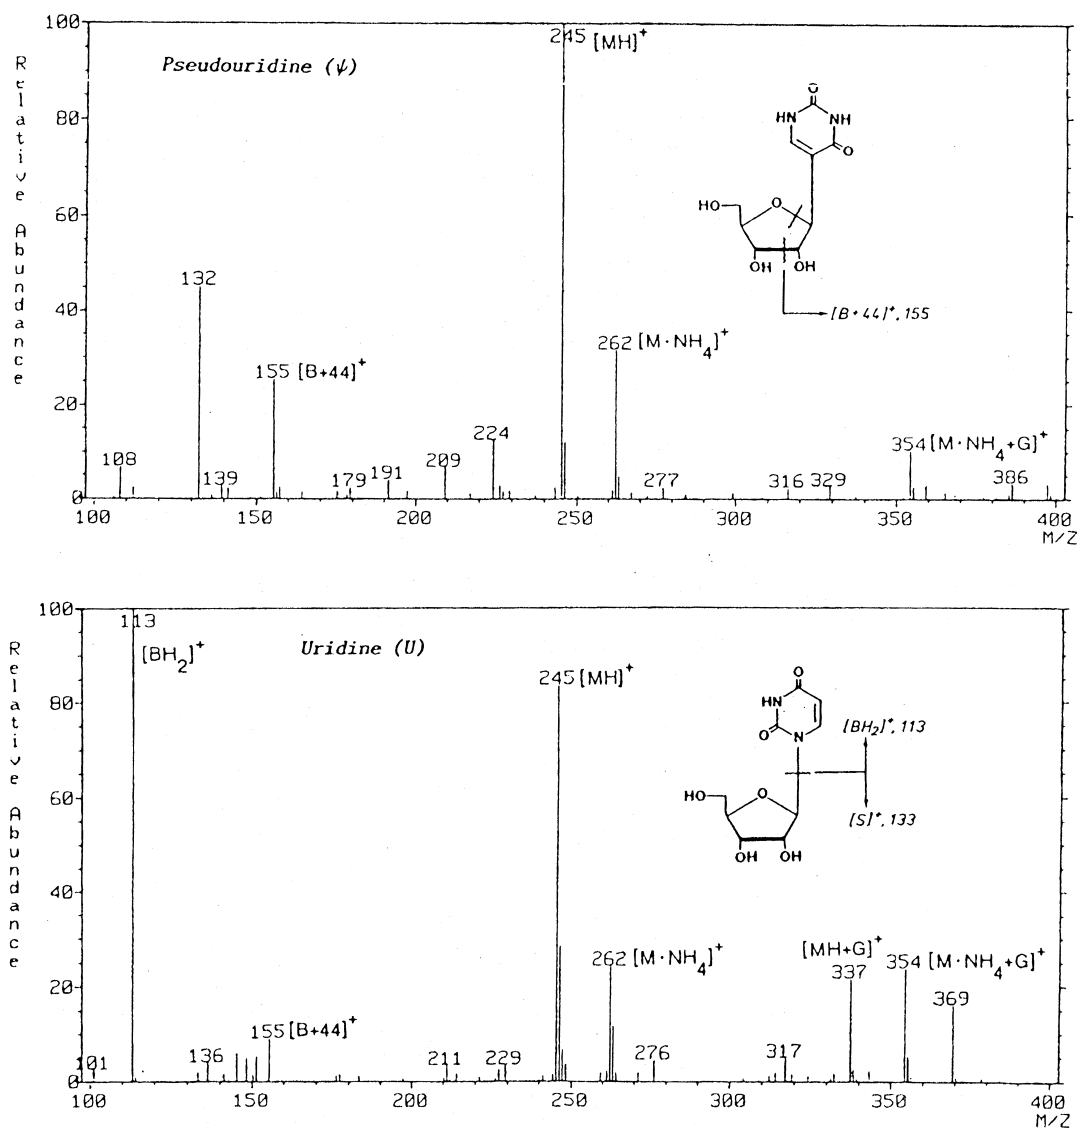 Relative Abundance
100
80
60
40
20
0
Pseudouridine (ψ)
245 [MH]⁺
132
155 [B+44]⁺
108
139
179
191
209
224
262 [M·NH₄]⁺
277
316
329
354 [M·NH₄+G]⁺
386
O
HN
NH
O
HO
O
OH
OH
[B+44]⁺, 155
100
150
200
250
300
350
400
M/Z
Relative Abundance
100
80
60
40
20
0
113
[BH₂]⁺
Uridine (U)
245 [MH]⁺
101
136
155 [B+44]⁺
211
229
262 [M·NH₄]⁺
276
317
[MH+G]⁺
337
354 [M·NH₄+G]⁺
369
O
HN
O
N
HO
O
OH
OH
[BH₂]⁺, 113
[S]⁺, 133
100
150
200
250
300
350
400
M/Z